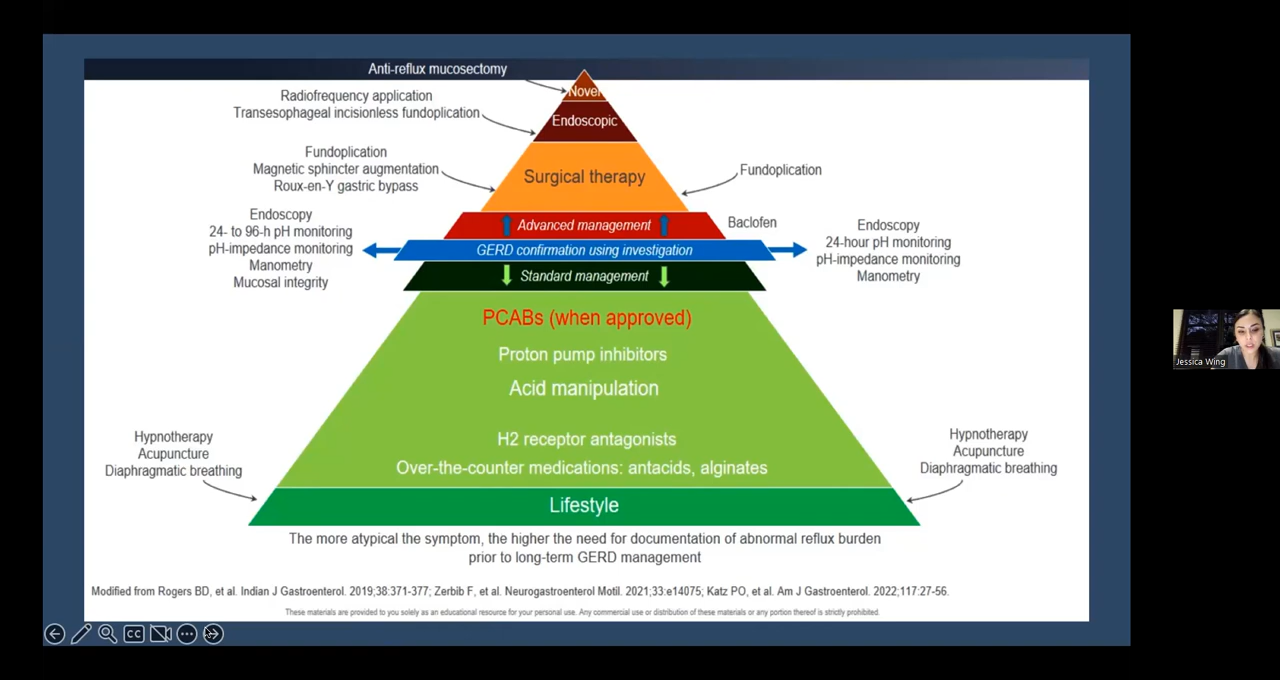 Anti-reflux mucosectomy
Novel
Radiofrequency application
Transesophageal incisionless fundoplication
Endoscopic
Fundoplication
Magnetic sphincter augmentation
Roux-en-Y gastric bypass
Surgical therapy
Fundoplication
Advanced management
Baclofen
Endoscopy
24- to 96-h pH monitoring
pH-impedance monitoring
Manometry
Mucosal integrity
GERD confirmation using investigation
Endoscopy
24-hour pH monitoring
pH-impedance monitoring
Manometry
Standard management
PCABs (when approved)
Proton pump inhibitors
Acid manipulation
H2 receptor antagonists
Over-the-counter medications: antacids, alginates
Hypnotherapy
Acupuncture
Diaphragmatic breathing
Hypnotherapy
Acupuncture
Diaphragmatic breathing
Lifestyle
The more atypical the symptom, the higher the need for documentation of abnormal reflux burden
prior to long-term GERD management
Modified from Rogers BD, et al. Indian J Gastroenterol. 2019;38:371-377; Zerbib F, et al. Neurogastroenterol Motil. 2021;33:e14075; Katz PO, et al. Am J Gastroenterol. 2022;117:27-56.
These materials are provided to you solely as an educational resource for your personal use. Any commercial use or distribution of these materials or any portion thereof is strictly prohibited.
CC
Jessica Wing